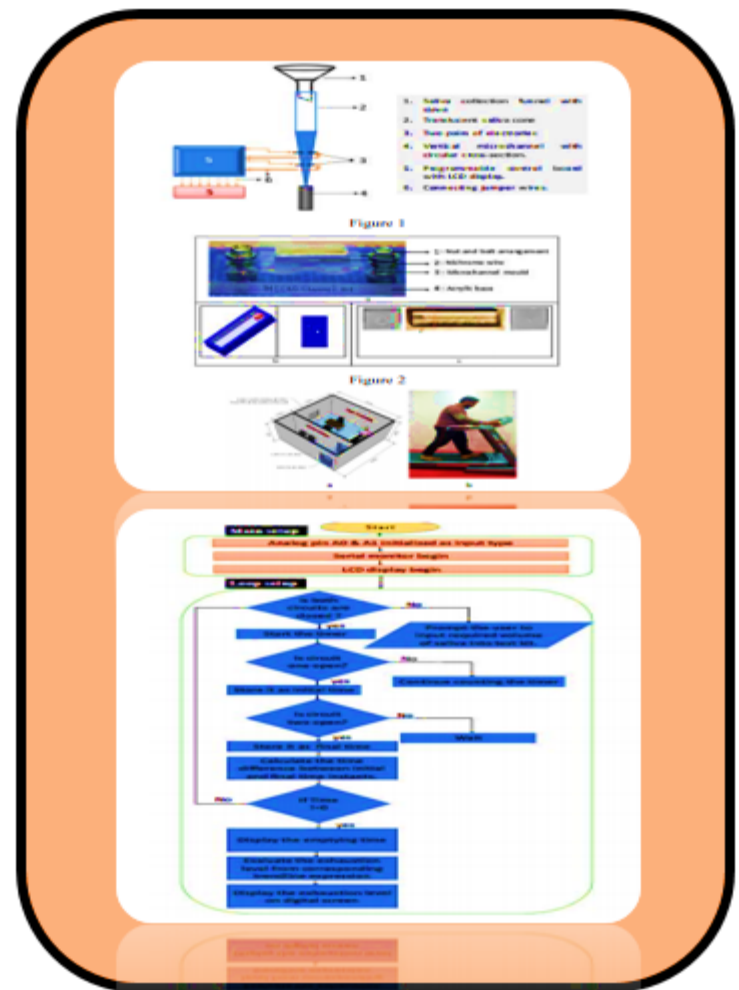 1
2
3
4
5
6
5
1. Saliva collection funnel with
2. Translucent saliva cone
3. Two pairs of electrodes.
4. Vertical microchannel with
circular cross-section.
5. Programmable control board
with LCD display.
6. Connecting jumper wires.
Figure 1
1: Nut and bolt arrangement
2: Nichrome wire
3: Microchannel mould
4: Acrylic base
a
b
c
Figure 2
a
b
Main setup
Start
Analog pin A0 & A1 initialized as input type
Serial monitor begin
LCD display begin
Loop setup
Is both
circuits are
closed ?
No
Prompt the user to
input required volume
of saliva into test kit.
yes
Start the timer
Is circuit
one open?
No
Continue counting the timer
yes
Store it as initial time
Is circuit
two open?
No
Wait
yes
Store it as final time
Calculate the time
difference between initial
and final time instants.
No
If Time
yes
Display the emptying time
Evaluate the exhaustion
level from corresponding
expression.
Display the exhaustion level
on digital screen